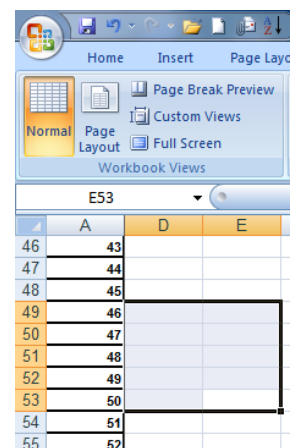 Home Insert Page Layo
Normal Page Layout Page Break Preview
Custom Views
Full Screen
Workbook Views
E53
A D E
46 43
47 44
48 45
49 46
50 47
51 48
52 49
53 50
54 51
55 52